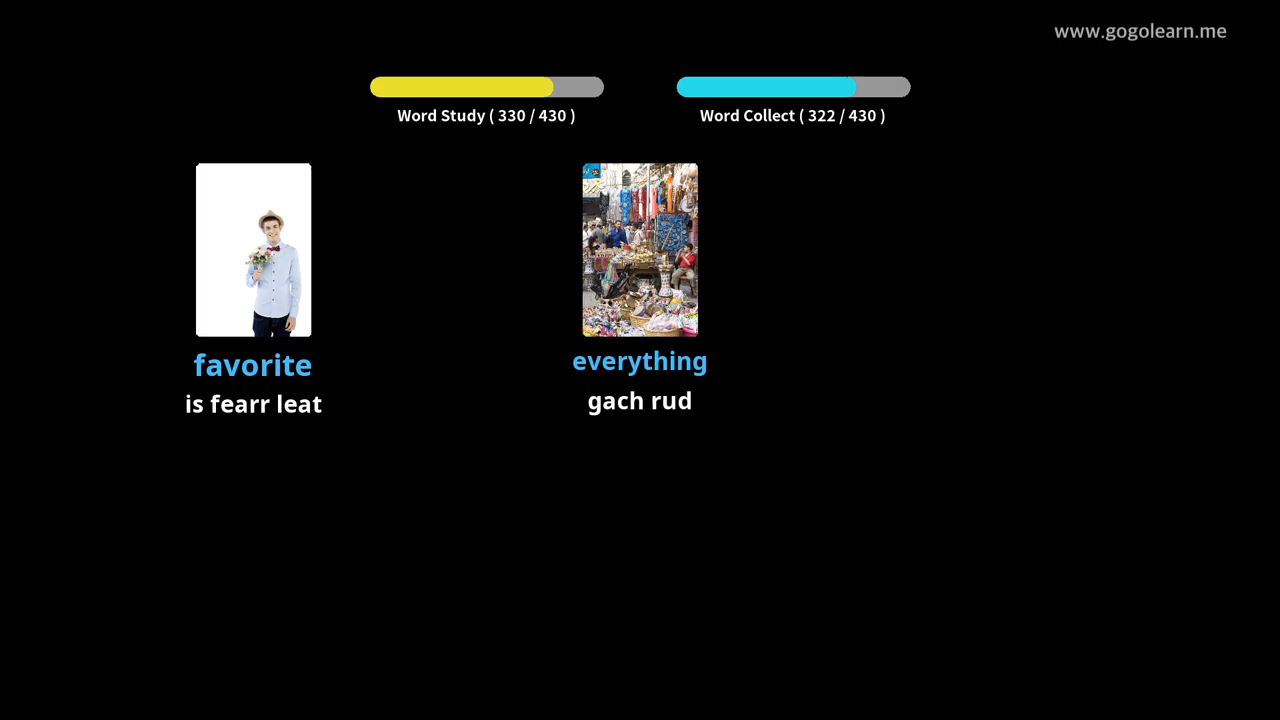 www.gogolearn.me
Word Study ( 330 / 430 )
Word Collect ( 322 / 430 )
favorite
is fearr leat
everything
gach rud